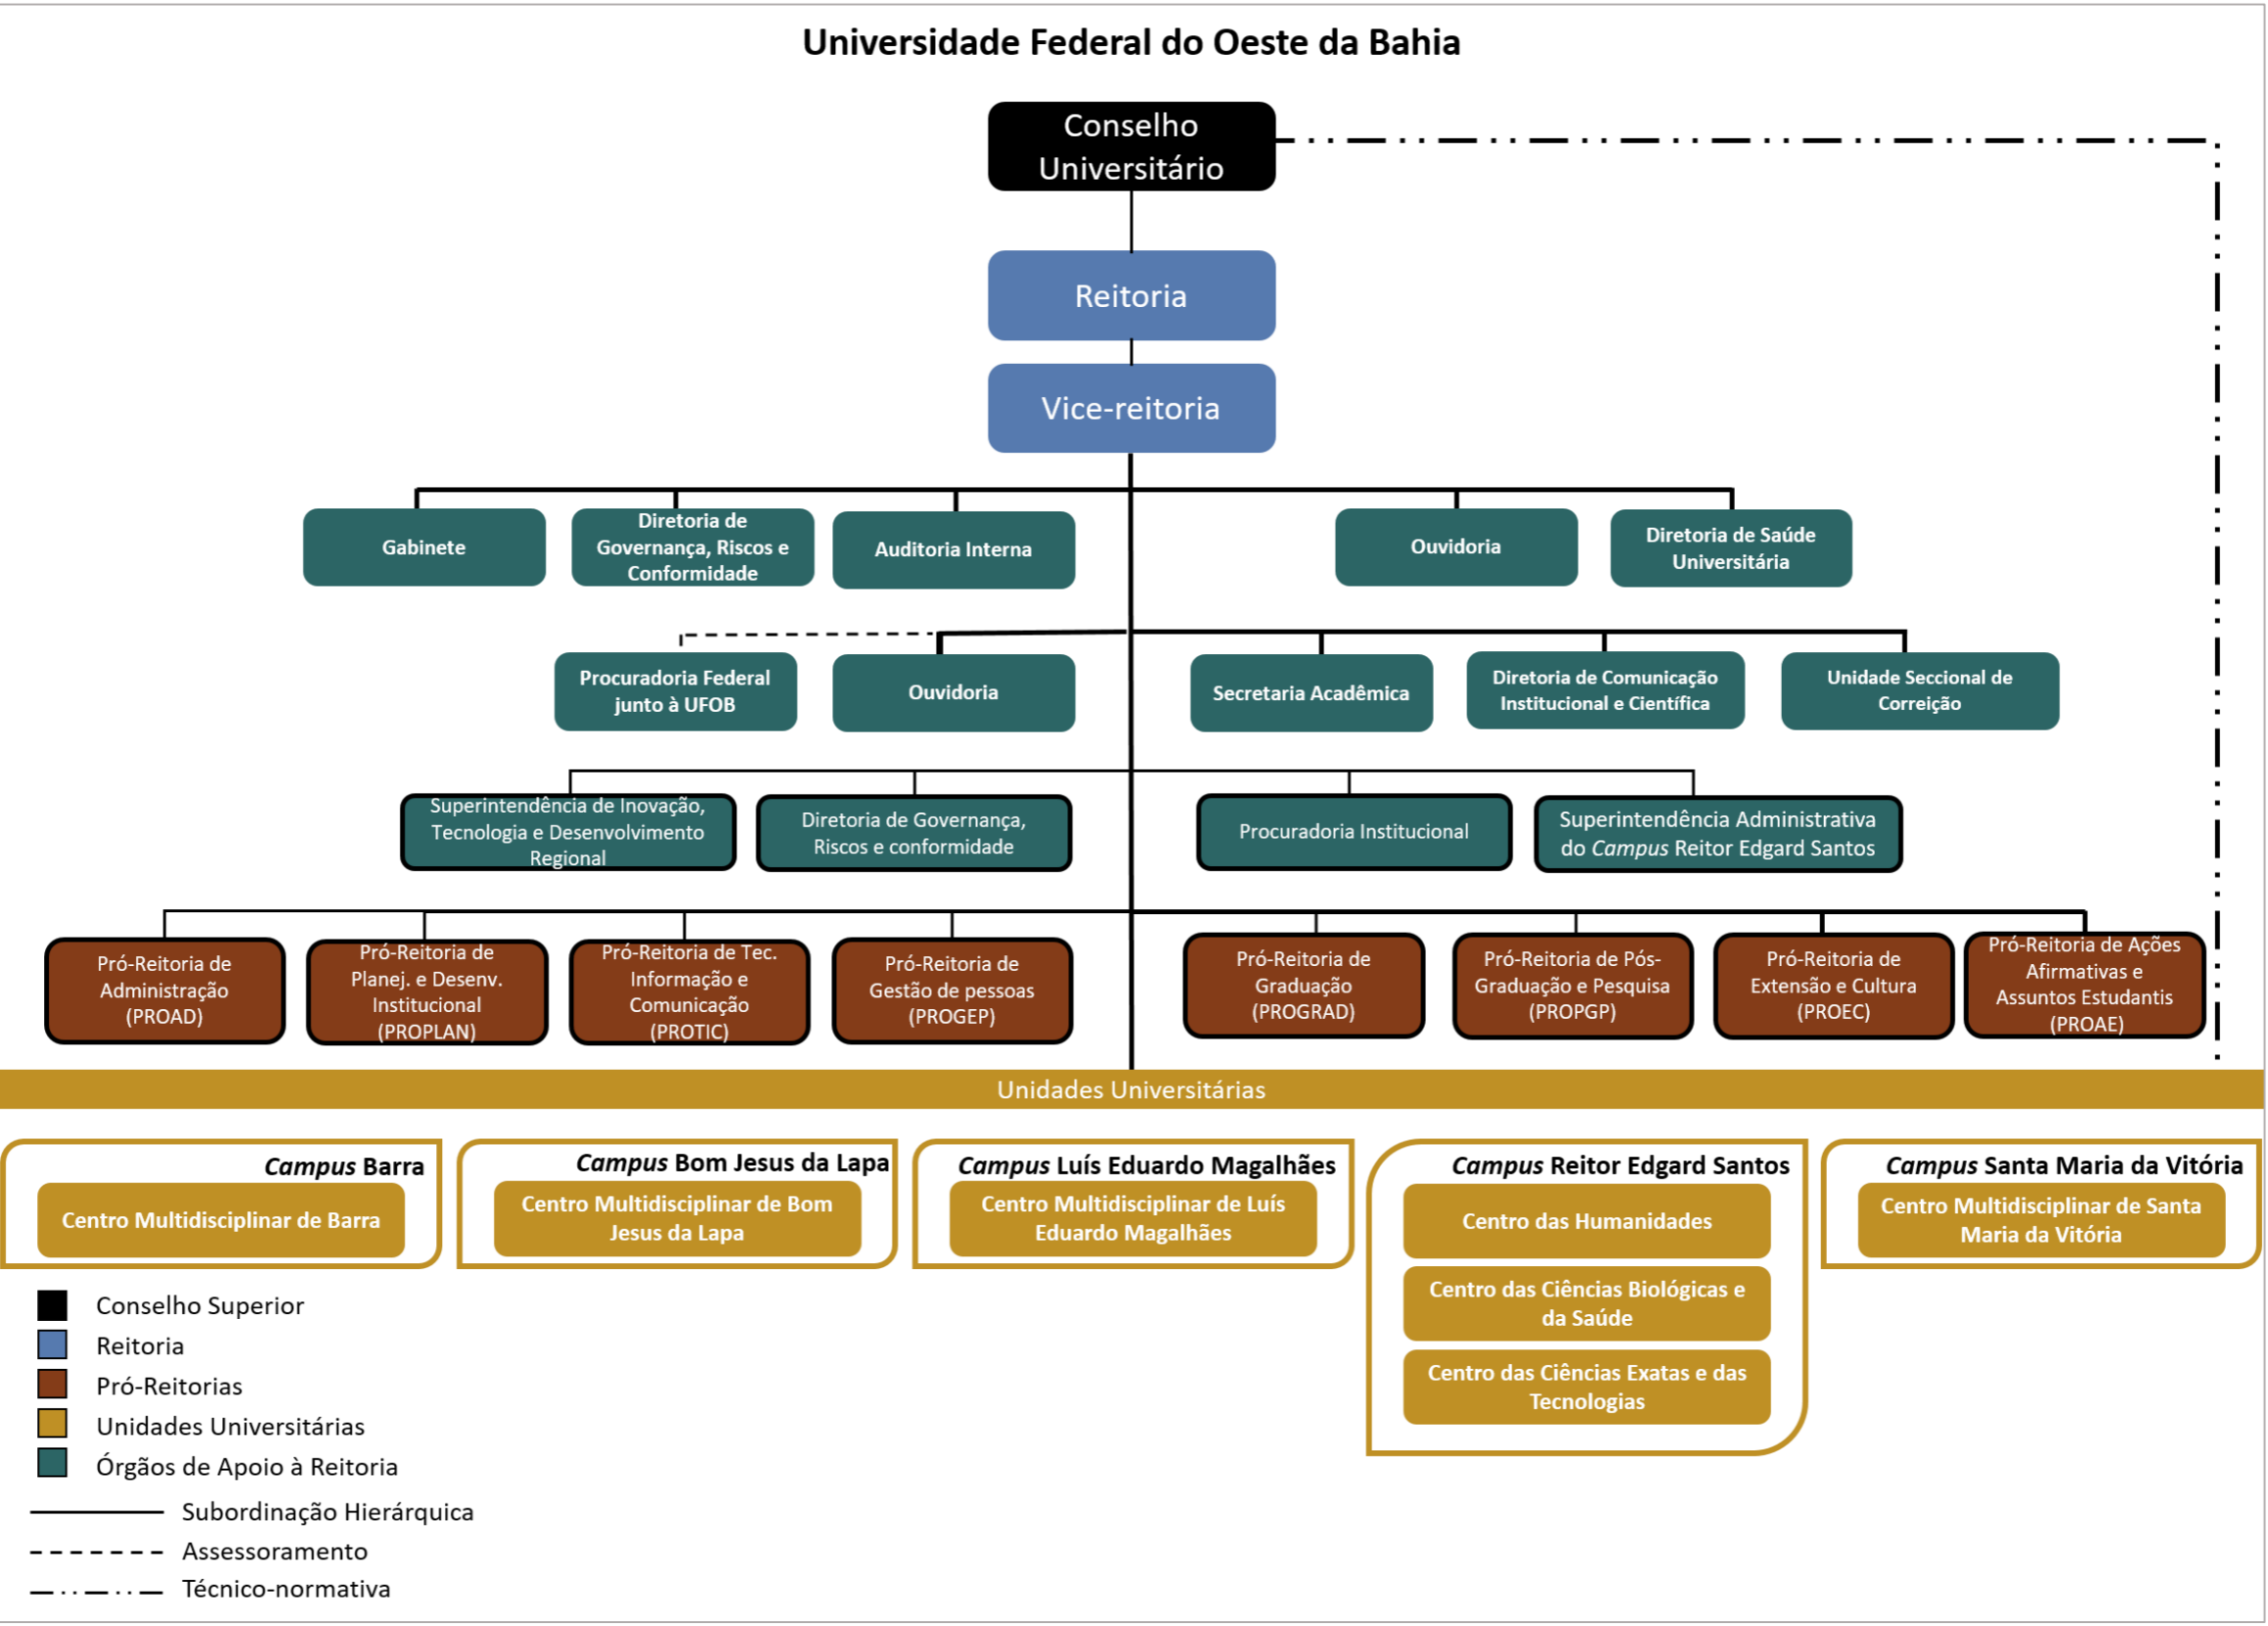 Universidade Federal do Oeste da Bahia
Conselho
Universitário
Reitoria
Vice-reitoria
Gabinete
Diretoria de
Governança, Riscos e
Conformidade
Auditoria Interna
Ouvidoria
Diretoria de Saúde
Universitária
Procuradoria Federal
junto à UFOB
Ouvidoria
Secretaria Acadêmica
Diretoria de Comunicação
Institucional e Científica
Unidade Seccional de
Correição
Superintendência de Inovação,
Tecnologia e Desenvolvimento
Regional
Diretoria de Governança,
Riscos e conformidade
Procuradoria Institucional
Superintendência Administrativa
do Campus Reitor Edgard Santos
Pró-Reitoria de
Administração
(PROAD)
Pró-Reitoria de
Planej. e Desenv.
Institucional
(PROPLAN)
Pró-Reitoria de Tec.
Informação e
Comunicação
(PROTIC)
Pró-Reitoria de
Gestão de pessoas
(PROGEP)
Pró-Reitoria de
Graduação
(PROGRAD)
Pró-Reitoria de Pós-
Graduação e Pesquisa
(PROPGP)
Pró-Reitoria de
Extensão e Cultura
(PROEC)
Pró-Reitoria de Ações
Afirmativas e
Assuntos Estudantis
(PROAE)
Unidades Universitárias
Campus Barra
Centro Multidisciplinar de Barra
Campus Bom Jesus da Lapa
Centro Multidisciplinar de Bom
Jesus da Lapa
Campus Luís Eduardo Magalhães
Centro Multidisciplinar de Luís
Eduardo Magalhães
Campus Reitor Edgard Santos
Centro das Humanidades
Centro das Ciências Biológicas e
da Saúde
Centro das Ciências Exatas e das
Tecnologias
Campus Santa Maria da Vitória
Centro Multidisciplinar de Santa
Maria da Vitória
Conselho Superior
Reitoria
Pró-Reitorias
Unidades Universitárias
Órgãos de Apoio à Reitoria
Subordinação Hierárquica
Assessoramento
Técnico-normativa